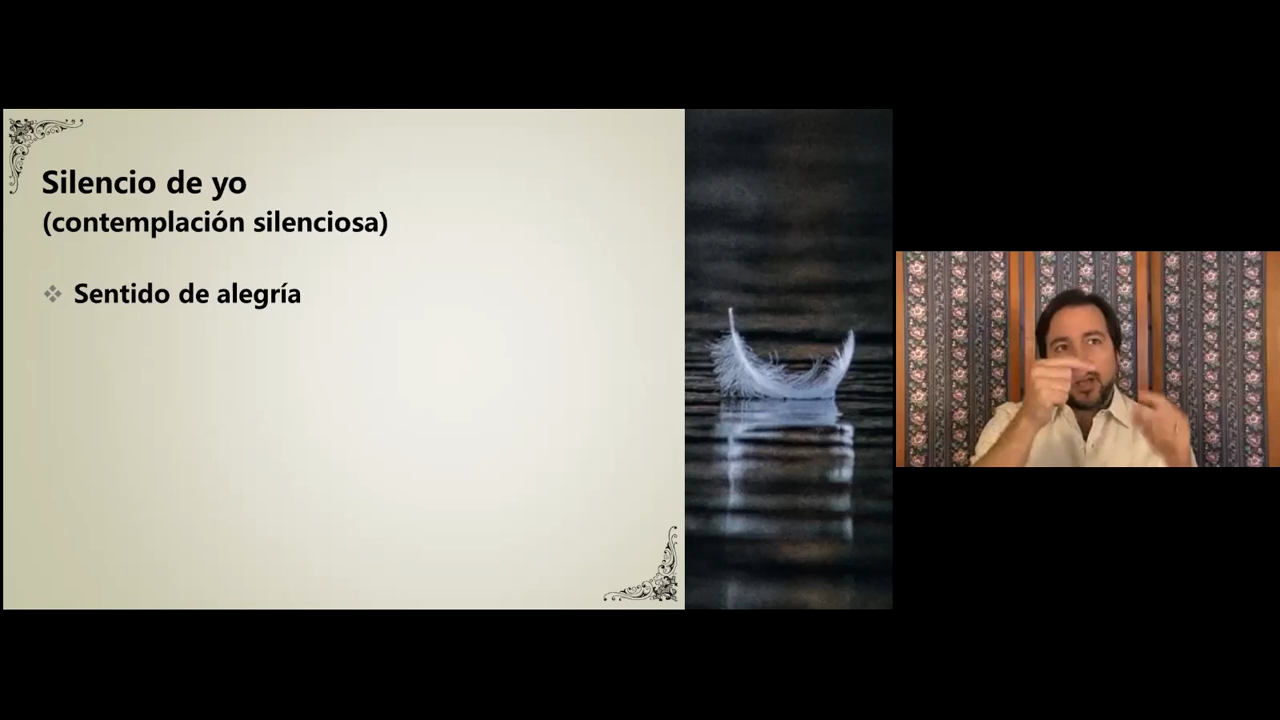 Silencio de yo
(contemplación silenciosa)
Sentido de alegría